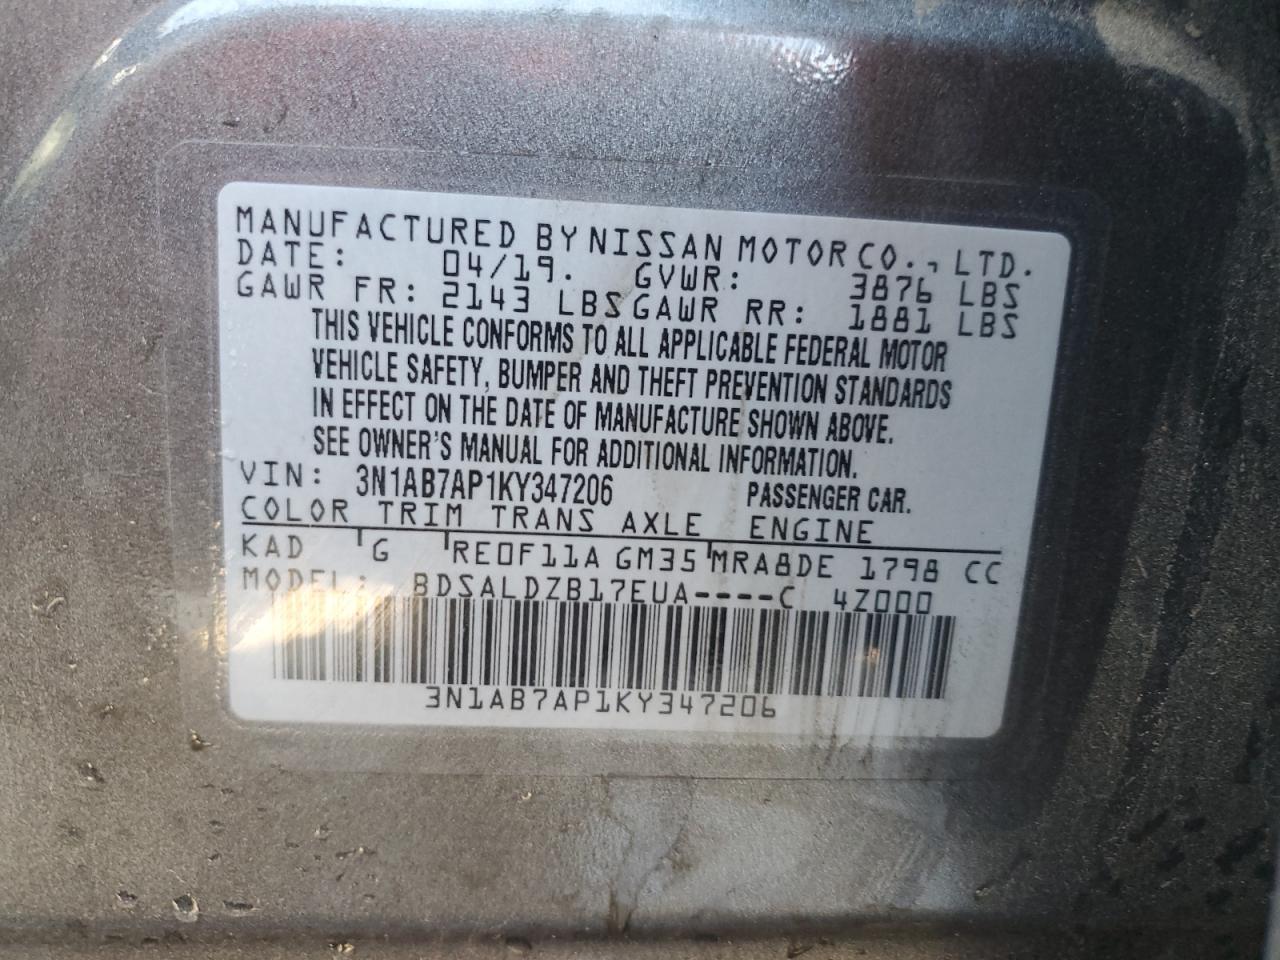 MANUFACTURED BY NISSAN MOTOR CO., LTD.
DATE: 04/19. GVWR: 3876 LBS
GAWR FR: 2143 LBS GAWR RR: 1881 LBS
THIS VEHICLE CONFORMS TO ALL APPLICABLE FEDERAL MOTOR
VEHICLE SAFETY, BUMPER AND THEFT PREVENTION STANDARDS
IN EFFECT ON THE DATE OF MANUFACTURE SHOWN ABOVE.
SEE OWNER'S MANUAL FOR ADDITIONAL INFORMATION.
VIN: 3N1AB7AP1KY347206 PASSENGER CAR.
COLOR TRIM TRANS AXLE ENGINE
KAD G RE0F11A GM35 MRA8DE 1798 CC
MODEL: BDSALDZB17EUA----C 4Z000
3N1AB7AP1KY347206